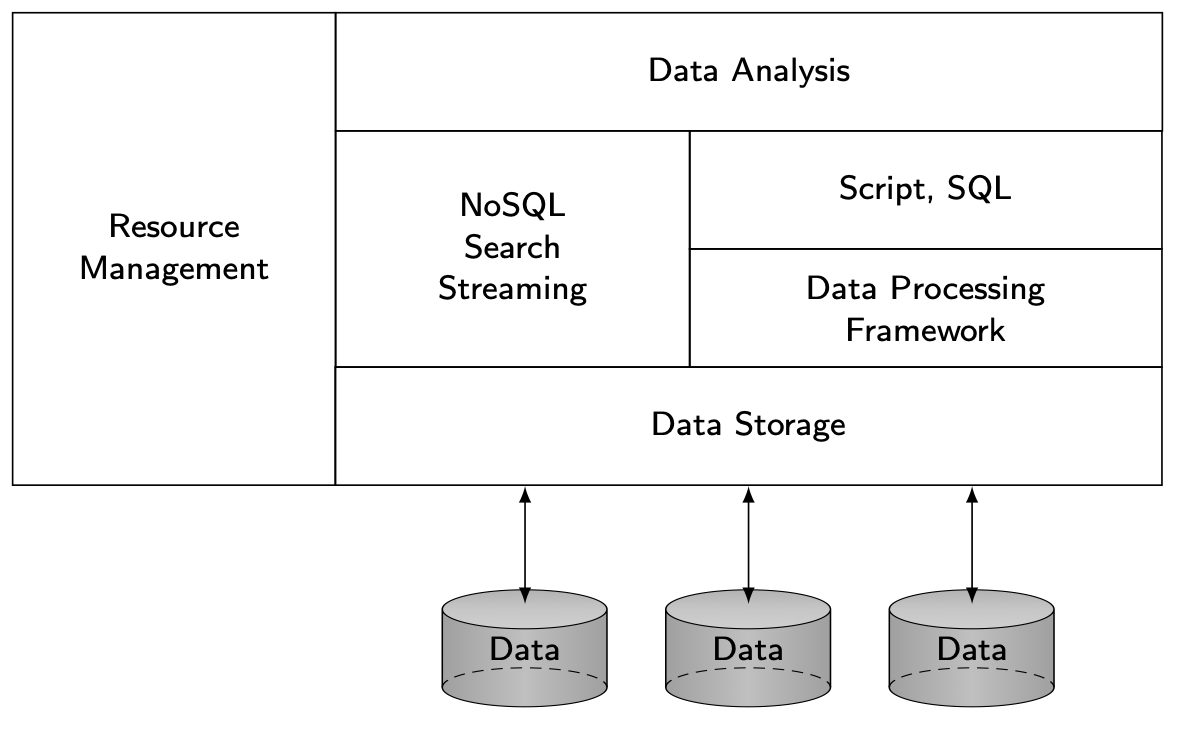 Data Analysis
Resource
Management
NoSQL
Search
Streaming
Script, SQL
Data Processing
Framework
Data Storage
Data
Data
Data